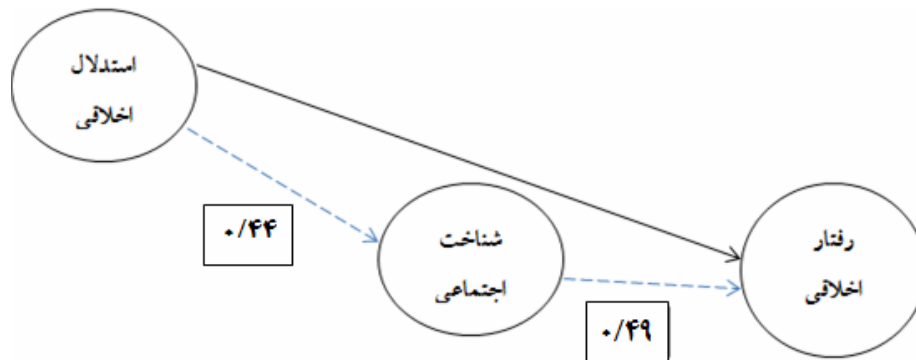 استدلال
اخلاقی
۰/۴۴
شناخت
اجتماعی
رفتار
اخلاقی
۰/۴۹